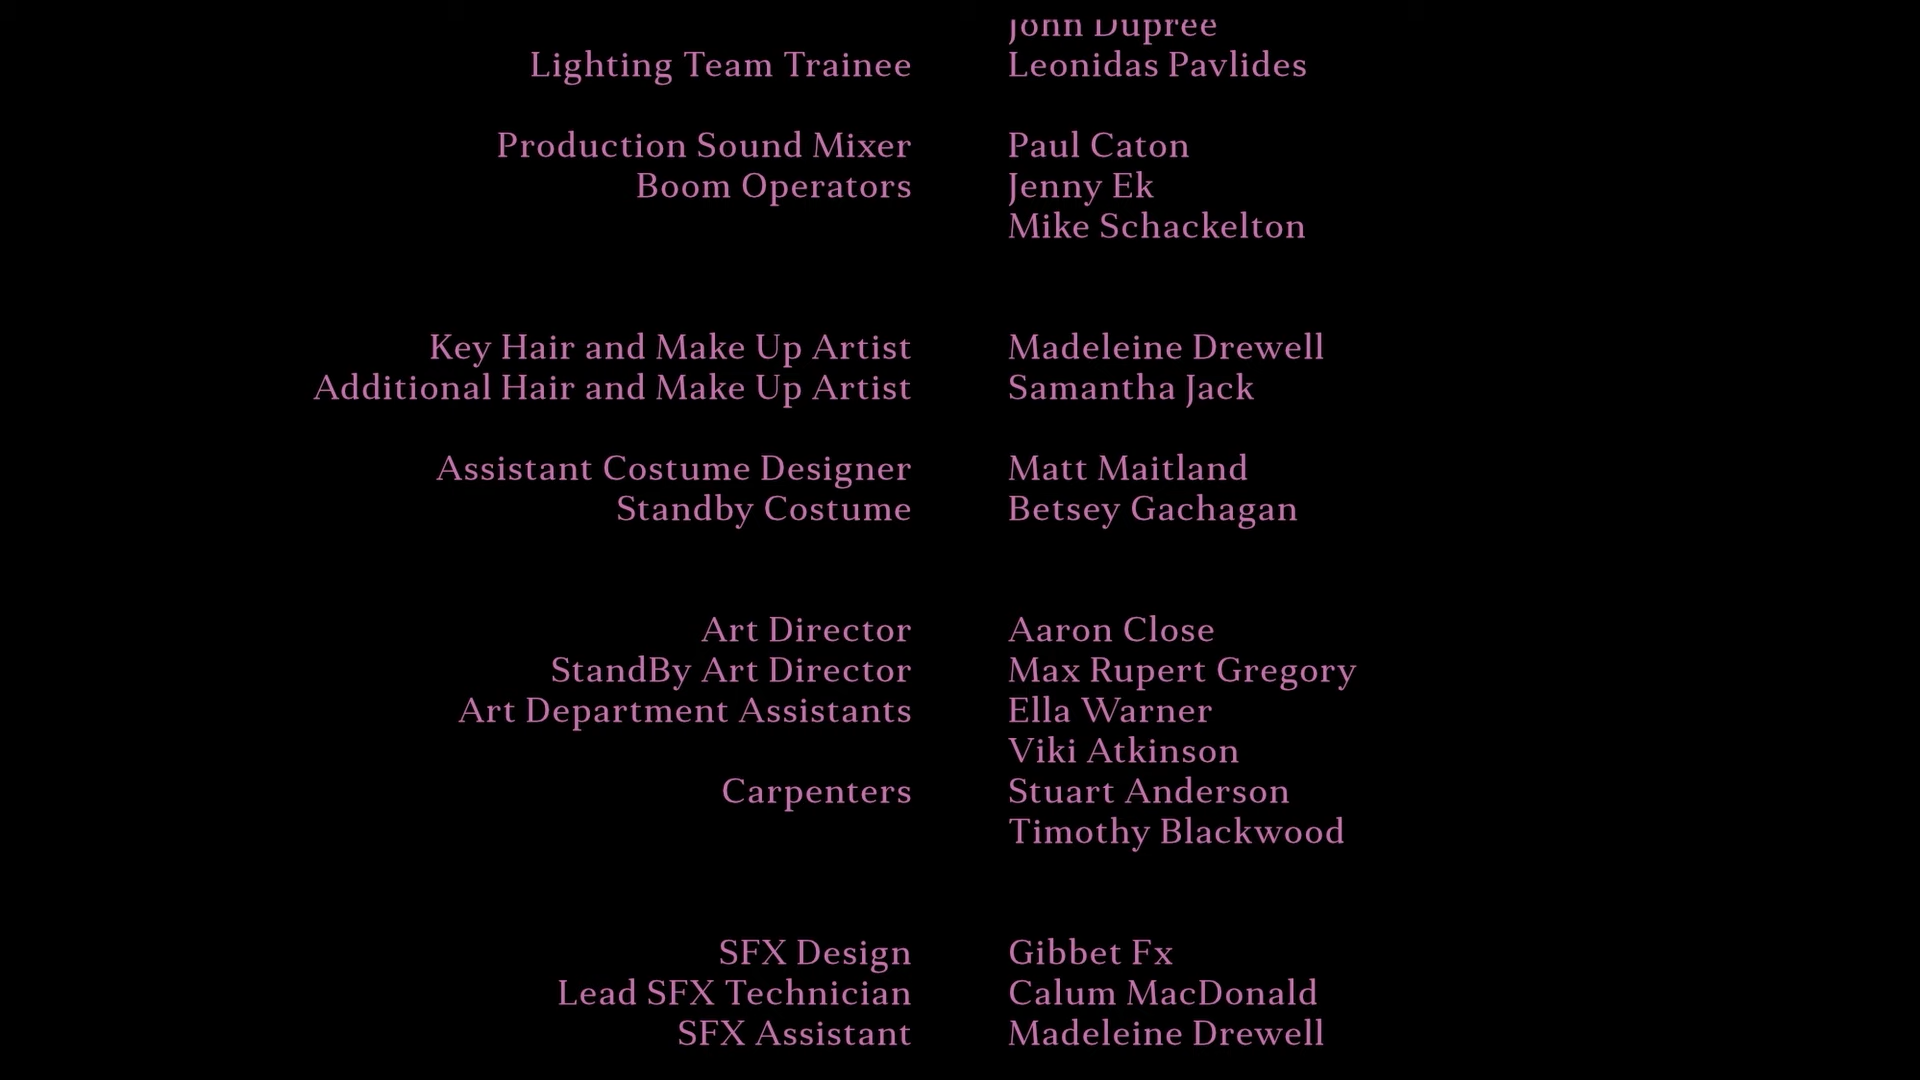 John Dupree
Lighting Team Trainee Leonidas Pavlides
Production Sound Mixer Paul Caton
Boom Operators Jenny Ek
Mike Schackelton
Key Hair and Make Up Artist Madeleine Drewell
Additional Hair and Make Up Artist Samantha Jack
Assistant Costume Designer Matt Maitland
Standby Costume Betsey Gachagan
Art Director Aaron Close
StandBy Art Director Max Rupert Gregory
Art Department Assistants Ella Warner
Viki Atkinson
Carpenters Stuart Anderson
Timothy Blackwood
SFX Design Gibbet Fx
Lead SFX Technician Calum MacDonald
SFX Assistant Madeleine Drewell